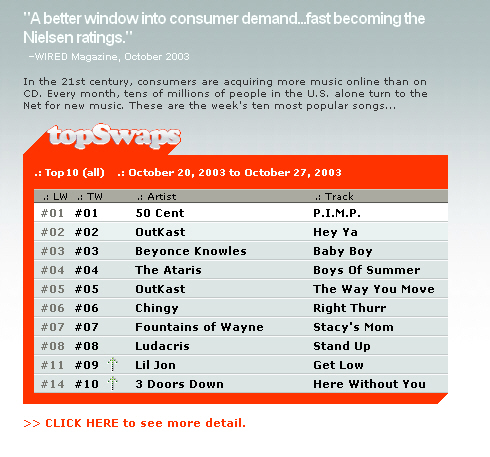 "A better window into consumer demand...fast becoming the
Nielsen ratings."
–WIRED Magazine, October 2003
In the 21st century, consumers are acquiring more music online than on
CD. Every month, tens of millions of people in the U.S. alone turn to the
Net for new music. These are the week's ten most popular songs...
topSwaps
.: Top10 (all) .: October 20, 2003 to October 27, 2003
.: LW .: TW .: Artist .: Track
#01 #01 50 Cent P.I.M.P.
#02 #02 OutKast Hey Ya
#03 #03 Beyonce Knowles Baby Boy
#04 #04 The Ataris Boys Of Summer
#05 #05 OutKast The Way You Move
#06 #06 Chingy Right Thurr
#07 #07 Fountains of Wayne Stacy's Mom
#08 #08 Ludacris Stand Up
#11 #09 Lil Jon Get Low
#14 #10 3 Doors Down Here Without You
>> CLICK HERE to see more detail.